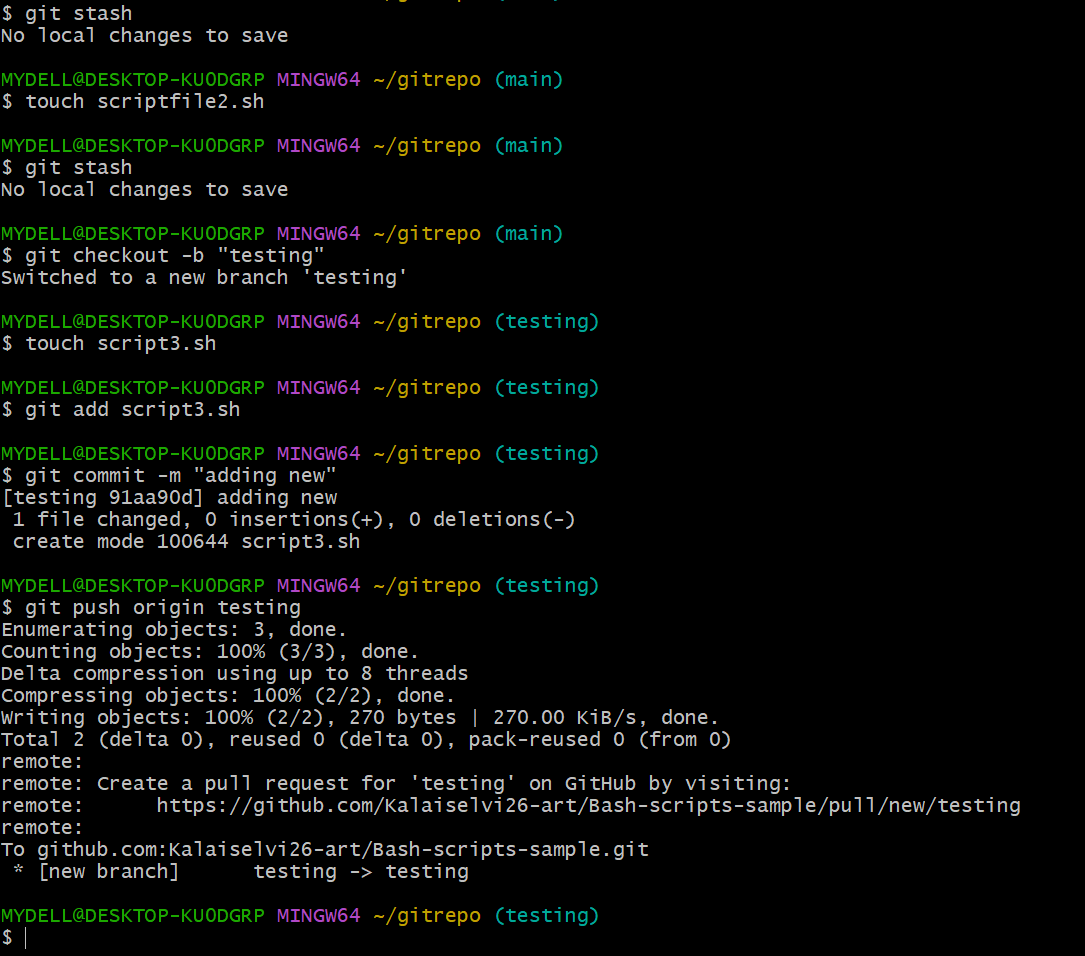 $ git stash
No local changes to save

MYDELL@DESKTOP-KU0DGRP MINGW64 ~/gitrepo (main)
$ touch scriptfile2.sh

MYDELL@DESKTOP-KU0DGRP MINGW64 ~/gitrepo (main)
$ git stash
No local changes to save

MYDELL@DESKTOP-KU0DGRP MINGW64 ~/gitrepo (main)
$ git checkout -b "testing"
Switched to a new branch 'testing'

MYDELL@DESKTOP-KU0DGRP MINGW64 ~/gitrepo (testing)
$ touch script3.sh

MYDELL@DESKTOP-KU0DGRP MINGW64 ~/gitrepo (testing)
$ git add script3.sh

MYDELL@DESKTOP-KU0DGRP MINGW64 ~/gitrepo (testing)
$ git commit -m "adding new"
[testing 91aa90d] adding new
 1 file changed, 0 insertions(+), 0 deletions(-)
 create mode 100644 script3.sh

MYDELL@DESKTOP-KU0DGRP MINGW64 ~/gitrepo (testing)
$ git push origin testing
Enumerating objects: 3, done.
Counting objects: 100% (3/3), done.
Delta compression using up to 8 threads
Compressing objects: 100% (2/2), done.
Writing objects: 100% (2/2), 270 bytes | 270.00 KiB/s, done.
Total 2 (delta 0), reused 0 (delta 0), pack-reused 0 (from 0)
remote:
remote: Create a pull request for 'testing' on GitHub by visiting:
remote:      https://github.com/Kalaiselvi26-art/Bash-scripts-sample/pull/new/testing
remote:
To github.com:Kalaiselvi26-art/Bash-scripts-sample.git
 * [new branch]      testing -> testing

MYDELL@DESKTOP-KU0DGRP MINGW64 ~/gitrepo (testing)
$